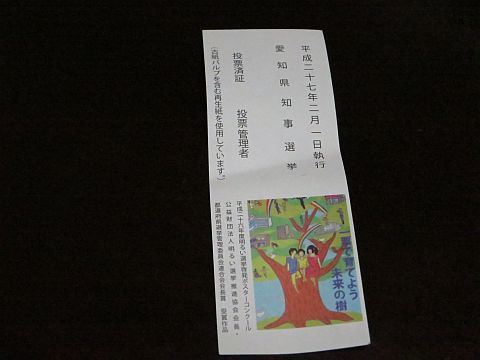 平成二十七年二月一日執行
愛知県知事選挙
投票管理者
投票済証
(古紙パルプを含む再生紙を使用しています。)
票で育てよう
未来の樹
平成二十六年度明るい選挙啓発ポスターコンクール
公益財団法人明るい選挙推進協会会長・
都道府県選挙管理委員会連合会会長賞 受賞作品